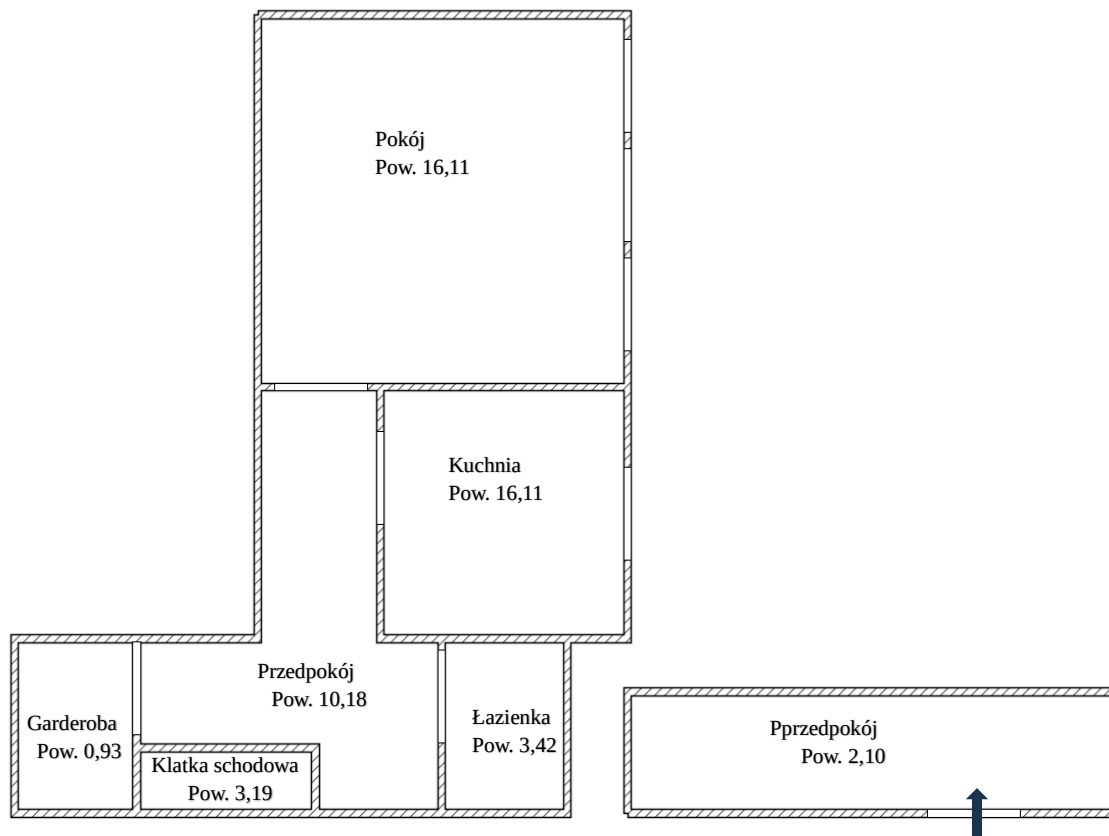 Pokój
Pow. 16,11
Kuchnia
Pow. 16,11
Przedpokój
Pow. 10,18
Garderoba
Pow. 0,93
Łazienka
Pow. 3,42
Klatka schodowa
Pow. 3,19
Pprzedpokój
Pow. 2,10